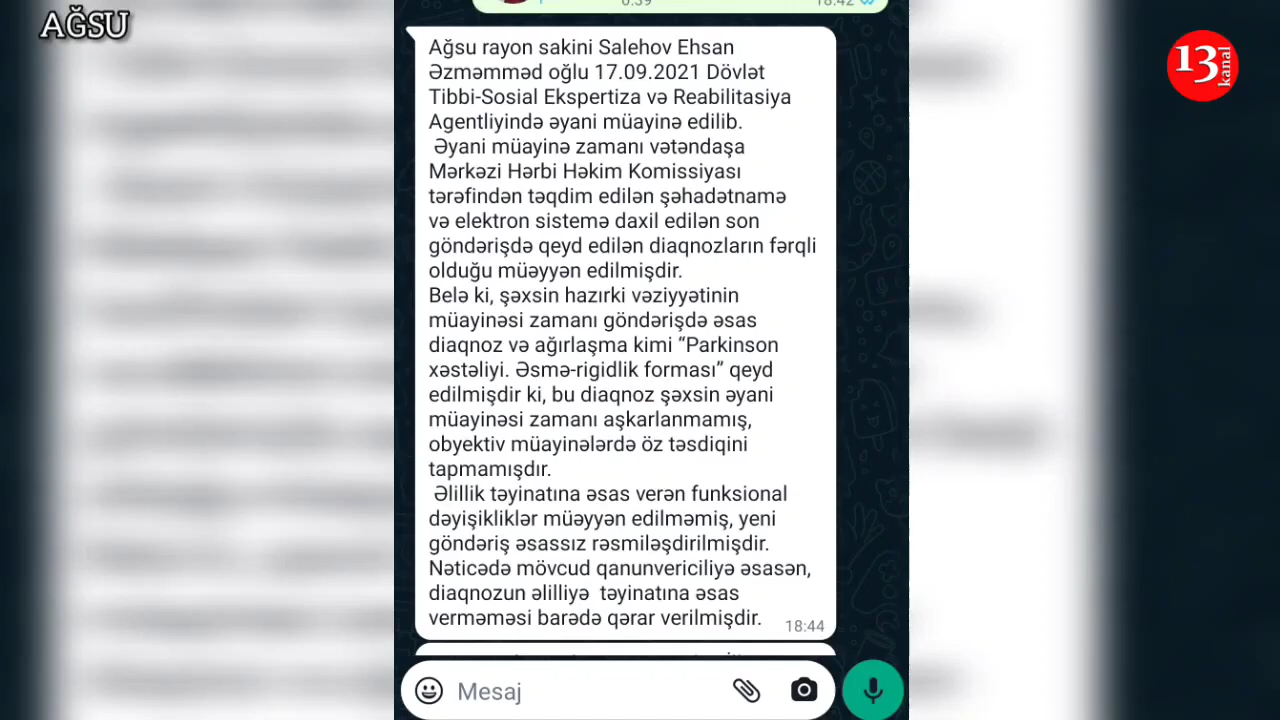 AĞSU
13
kanal
0:39
18:42
Ağsu rayon sakini Salehov Ehsan
Əzməmməd oğlu 17.09.2021 Dövlət
Tibbi-Sosial Ekspertiza və Reabilitasiya
Agentliyində əyani müayinə edilib.
Əyani müayinə zamanı vətəndaşa
Mərkəzi Hərbi Həkim Komissiyası
tərəfindən təqdim edilən şəhadətnamə
və elektron sistemə daxil edilən son
göndərişdə qeyd edilən diaqnozların fərqli
olduğu müəyyən edilmişdir.
Belə ki, şəxsin hazırki vəziyyətinin
müayinəsi zamanı göndərişdə əsas
diaqnoz və ağırlaşma kimi “Parkinson
xəstəliyi. Əsmə-rigidlik forması” qeyd
edilmişdir ki, bu diaqnoz şəxsin əyani
müayinəsi zamanı aşkarlanmamış,
obyektiv müayinələrdə öz təsdiqini
tapmamışdır.
Əlillik təyinatına əsas verən funksional
dəyişikliklər müəyyən edilməmiş, yeni
göndəriş əsassız rəsmiləşdirilmişdir.
Nəticədə mövcud qanunvericiliyə əsasən,
diaqnozun əlilliyə təyinatına əsas
verməməsi barədə qərar verilmişdir.
18:44
Mesaj